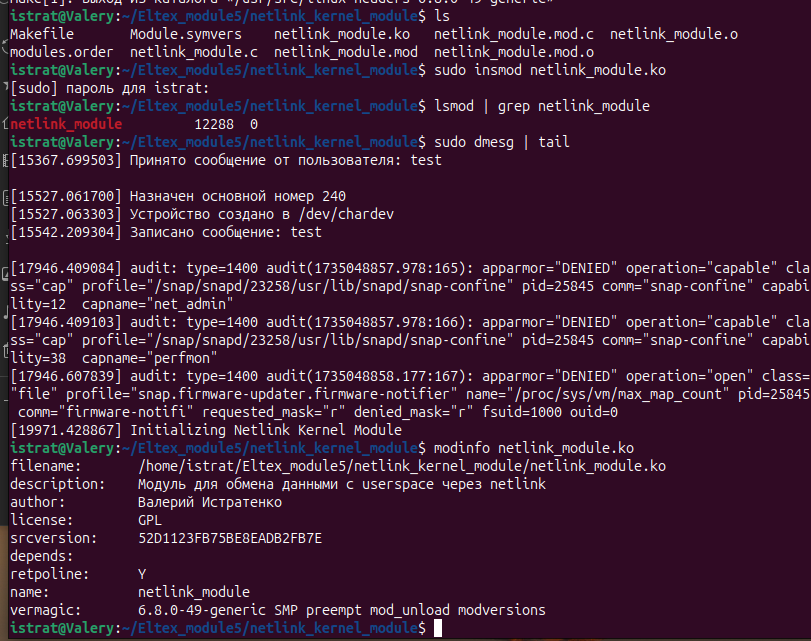 make[1]: выход из каталога «/usr/src/linux-headers-6.8.0-49-generic»
istrat@Valery:~/Eltex_module5/netlink_kernel_module$ ls
Makefile       Module.symvers    netlink_module.ko   netlink_module.mod.c  netlink_module.o
modules.order  netlink_module.c  netlink_module.mod  netlink_module.mod.o
istrat@Valery:~/Eltex_module5/netlink_kernel_module$ sudo insmod netlink_module.ko
[sudo] пароль для istrat:
istrat@Valery:~/Eltex_module5/netlink_kernel_module$ lsmod | grep netlink_module
netlink_module         12288  0
istrat@Valery:~/Eltex_module5/netlink_kernel_module$ sudo dmesg | tail
[15367.699503] Принято сообщение от пользователя: test
[15527.061700] Назначен основной номер 240
[15527.063303] Устройство создано в /dev/chardev
[15542.209304] Записано сообщение: test
[17946.409084] audit: type=1400 audit(1735048857.978:165): apparmor="DENIED" operation="capable" cla
ss="cap" profile="/snap/snapd/23258/usr/lib/snapd/snap-confine" pid=25845 comm="snap-confine" capabi
lity=12  capname="net_admin"
[17946.409103] audit: type=1400 audit(1735048857.978:166): apparmor="DENIED" operation="capable" cla
ss="cap" profile="/snap/snapd/23258/usr/lib/snapd/snap-confine" pid=25845 comm="snap-confine" capabi
lity=38  capname="perfmon"
[17946.607839] audit: type=1400 audit(1735048858.177:167): apparmor="DENIED" operation="open" class=
"file" profile="snap.firmware-updater.firmware-notifier" name="/proc/sys/vm/max_map_count" pid=25845
comm="firmware-notifi" requested_mask="r" denied_mask="r" fsuid=1000 ouid=0
[19971.428867] Initializing Netlink Kernel Module
istrat@Valery:~/Eltex_module5/netlink_kernel_module$ modinfo netlink_module.ko
filename:       /home/istrat/Eltex_module5/netlink_kernel_module/netlink_module.ko
description:    Модуль для обмена данными с userspace через netlink
author:         Валерий Истратенко
license:        GPL
srcversion:     52D1123FB75BE8EADB2FB7E
depends:
retpoline:      Y
name:           netlink_module
vermagic:       6.8.0-49-generic SMP preempt mod_unload modversions
istrat@Valery:~/Eltex_module5/netlink_kernel_module$